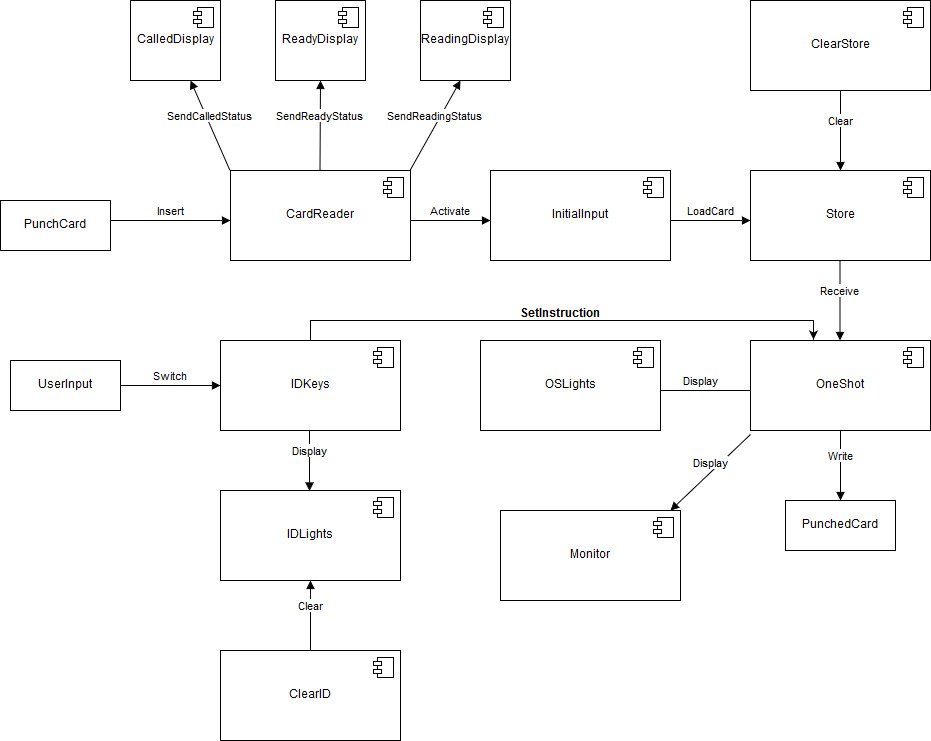 CalledDisplay
ReadyDisplay
ReadingDisplay
ClearStore
SendCalledStatus
SendReadyStatus
SendReadingStatus
Clear
PunchCard
Insert
CardReader
Activate
InitialInput
LoadCard
Store
Receive
SetInstruction
UserInput
Switch
IDKeys
OSLights
Display
OneShot
Display
Display
Write
IDLights
Monitor
PunchedCard
Clear
ClearID